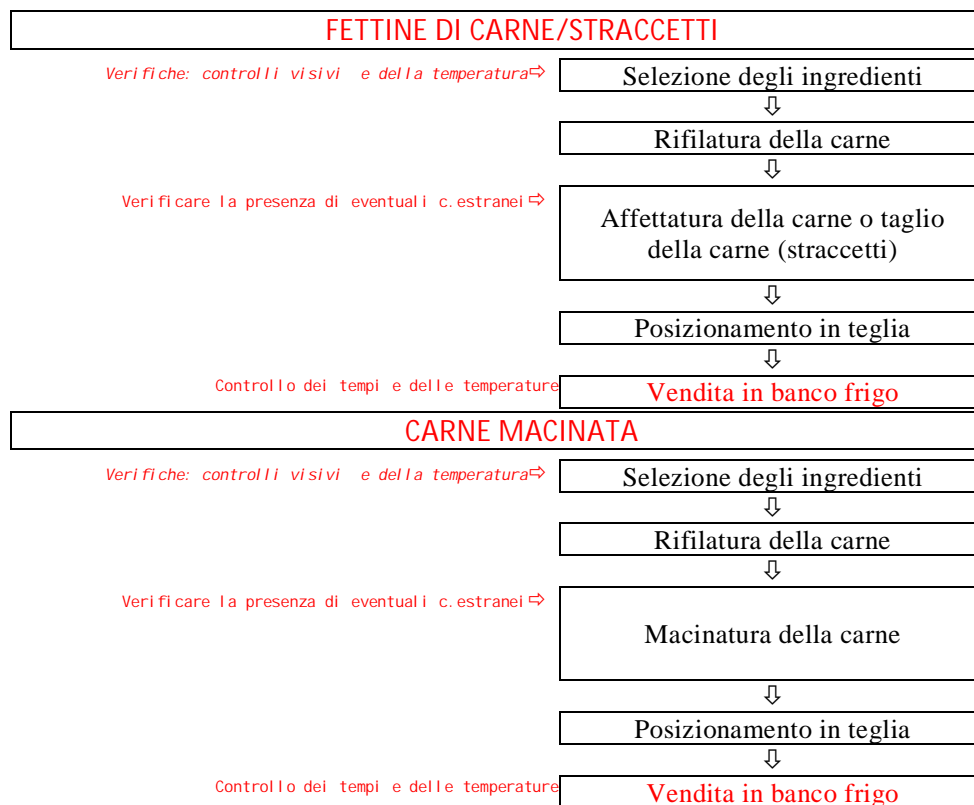 FETTINE DI CARNE/STRACCETTI
Verifiche: controlli visivi e della temperatura⇨
Selezione degli ingredienti
⇩
Rifilatura della carne
⇩
Verificare la presenza di eventuali c.estranei⇨
Affettatura della carne o taglio
della carne (straccetti)
⇩
Posizionamento in teglia
⇩
Controllo dei tempi e delle temperature
Vendita in banco frigo
CARNE MACINATA
Verifiche: controlli visivi e della temperatura⇨
Selezione degli ingredienti
⇩
Rifilatura della carne
⇩
Verificare la presenza di eventuali c.estranei⇨
Macinatura della carne
⇩
Posizionamento in teglia
⇩
Controllo dei tempi e delle temperature
Vendita in banco frigo